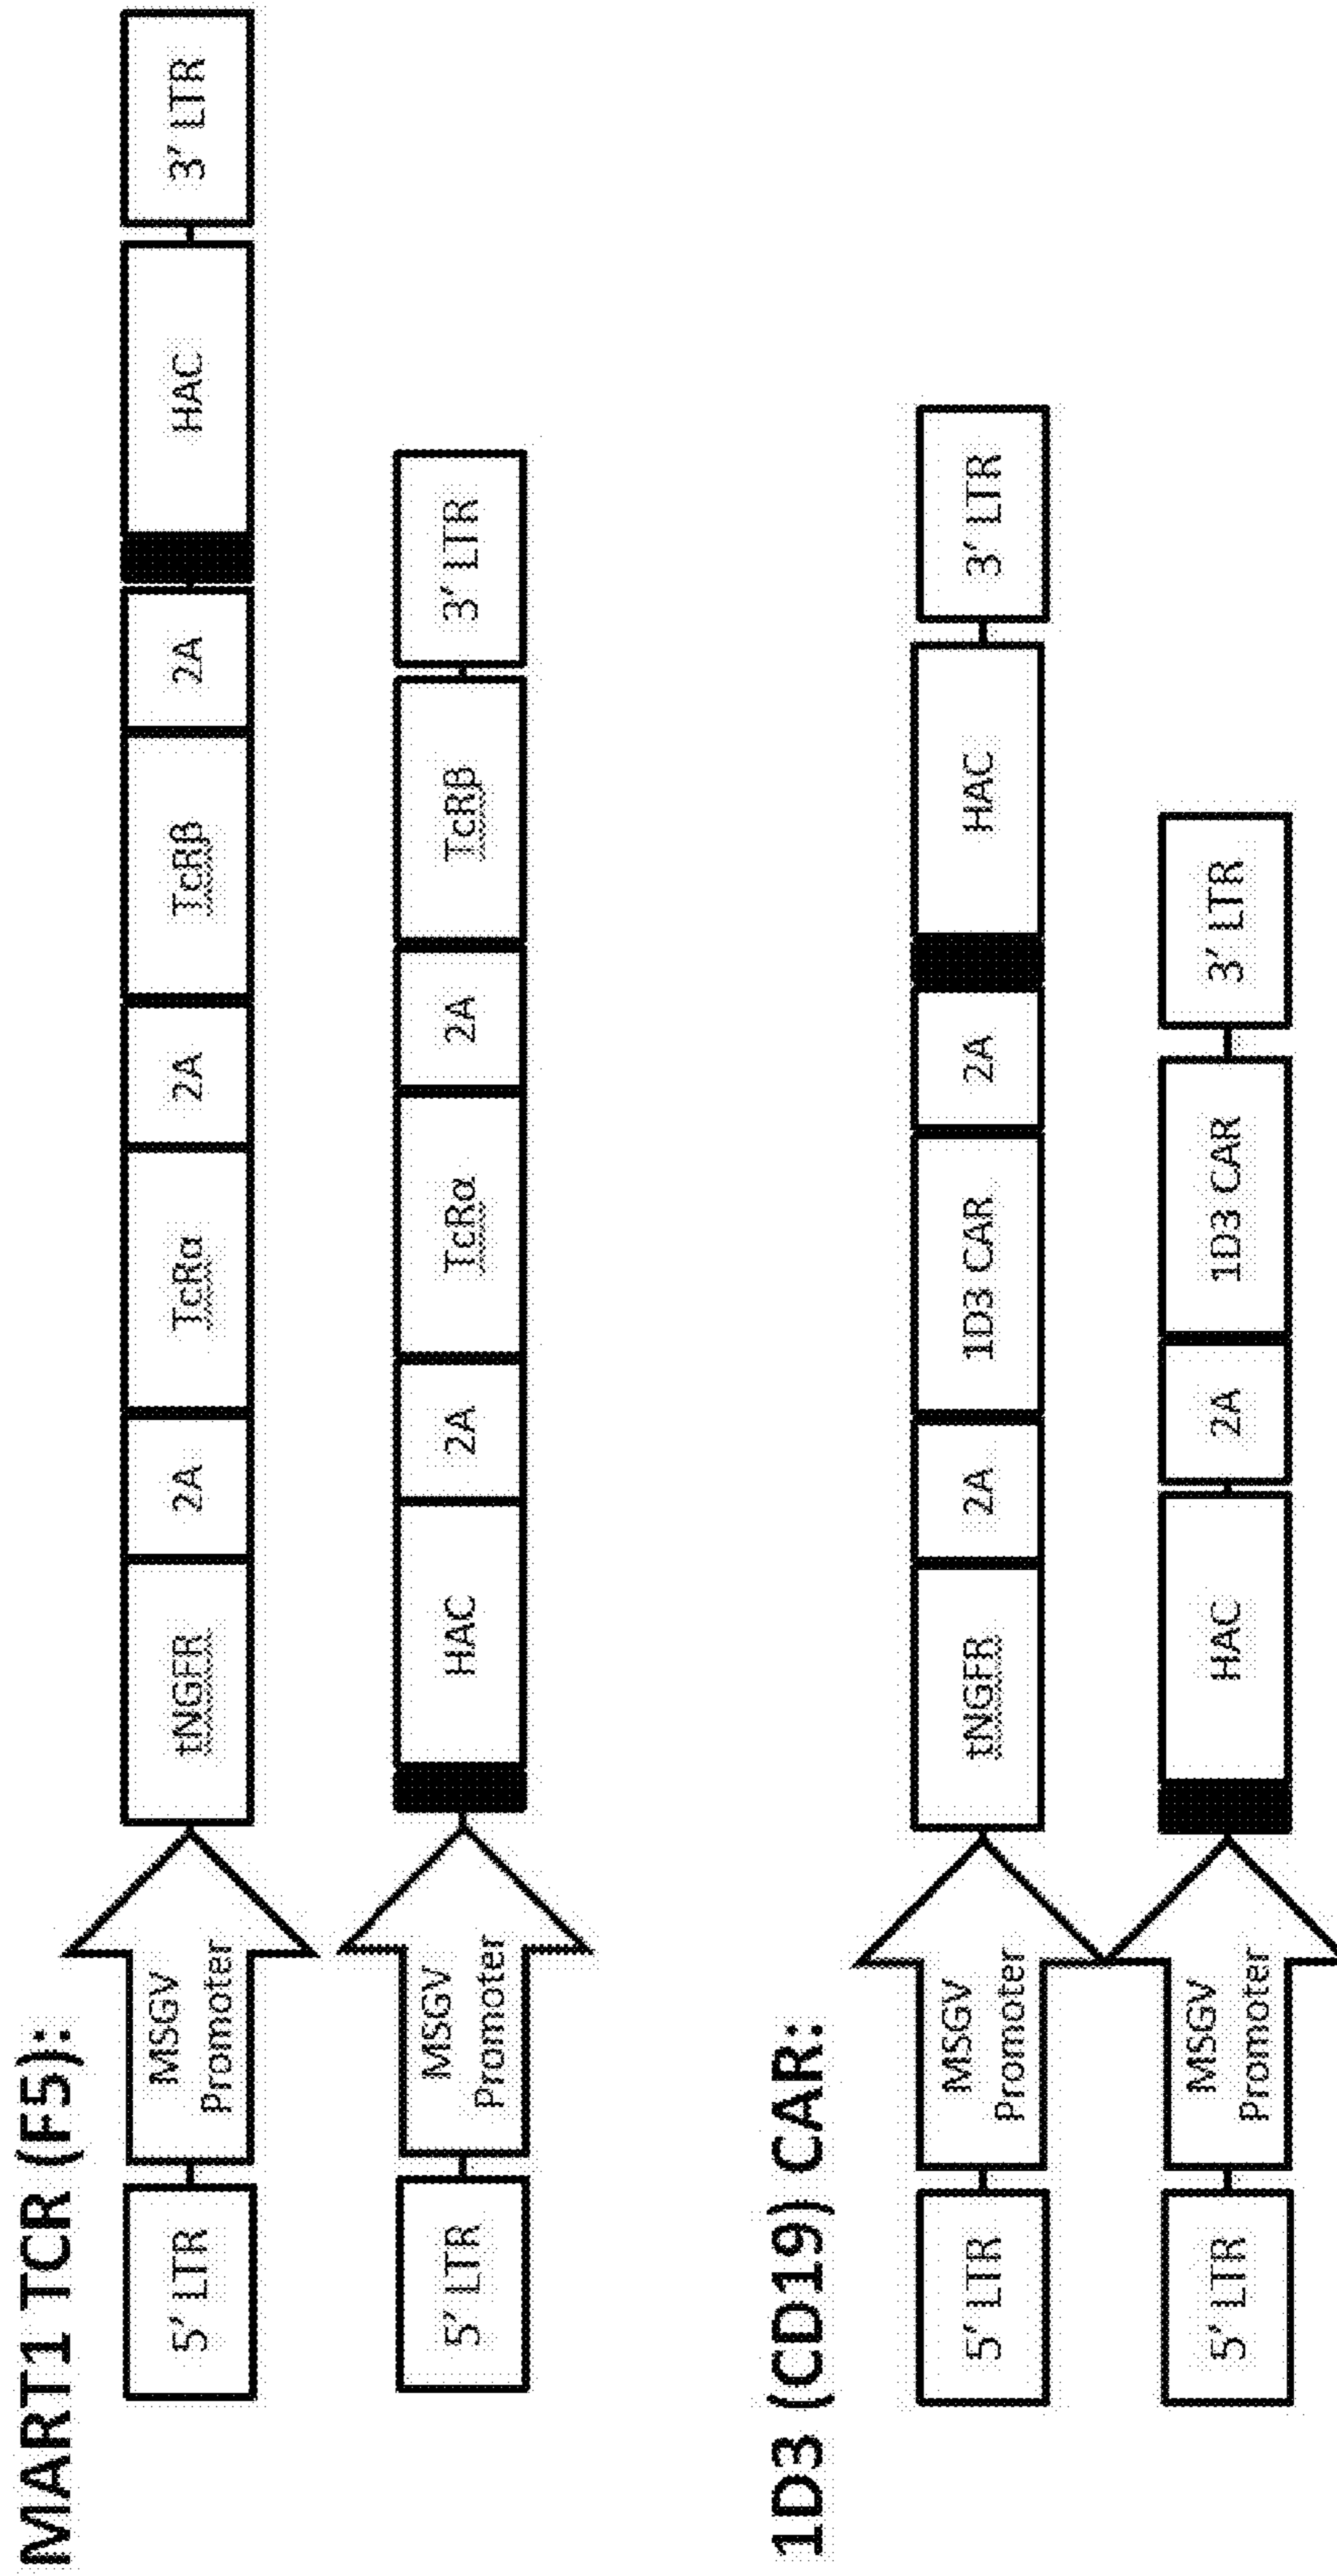 MART1 TCR (F5):
5′ LTR
MSGV
Promoter
tNGFR
2A
TcRα
2A
TcRβ
2A
HAC
3′ LTR
5′ LTR
MSGV
Promoter
HAC
2A
TcRα
2A
TcRβ
3′ LTR
1D3 (CD19) CAR:
5′ LTR
MSGV
Promoter
tNGFR
2A
1D3 CAR
2A
HAC
3′ LTR
5′ LTR
MSGV
Promoter
HAC
2A
1D3 CAR
3′ LTR